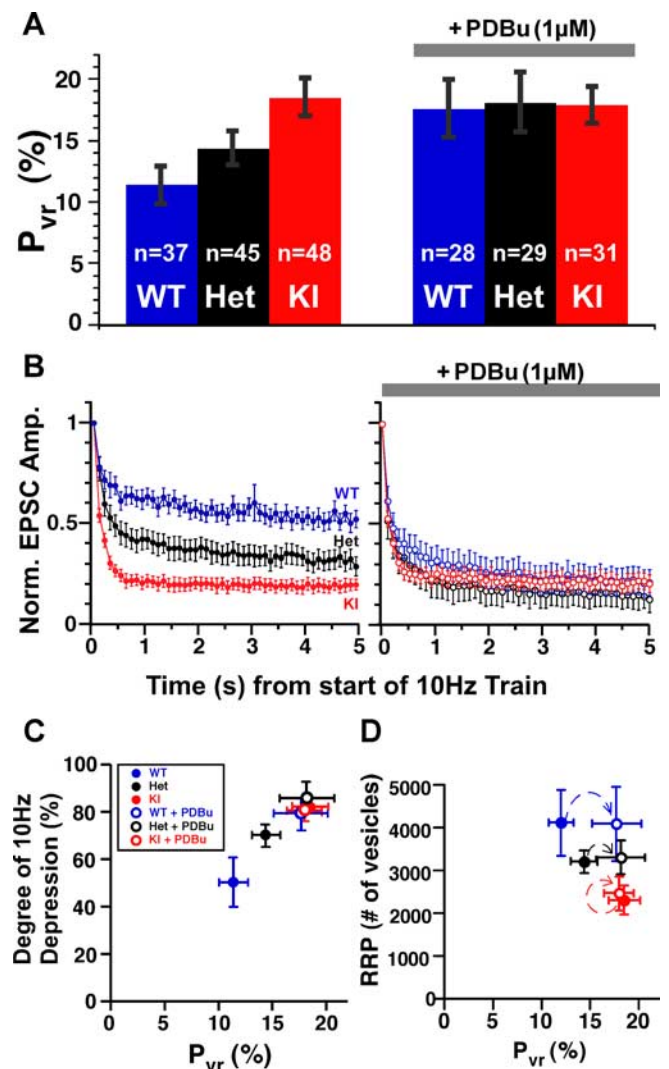 A
+ PDBu (1µM)
Pvr (%)
20
15
10
5
0
n=37 n=45 n=48 n=28 n=29 n=31
WT Het KI WT Het KI
B
+ PDBu (1µM)
Norm. EPSC Amp.
1
0.5
0
WT
Het
KI
0 1 2 3 4 5 0 1 2 3 4 5
Time (s) from start of 10Hz Train
C
Degree of 10Hz
Depression (%)
100
80
60
40
20
0
WT
Het
KI
WT + PDBu
Het + PDBu
KI + PDBu
0 5 10 15 20
Pvr (%)
D
RRP (# of vesicles)
5000
4000
3000
2000
1000
0
0 5 10 15 20
Pvr (%)